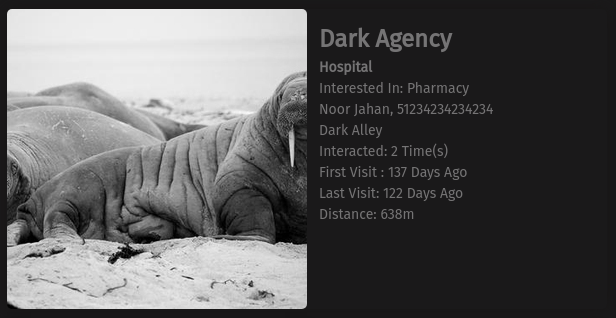 Dark Agency
Hospital
Interested In: Pharmacy
Noor Jahan, 51234234234234
Dark Alley
Interacted: 2 Time(s)
First Visit : 137 Days Ago
Last Visit: 122 Days Ago
Distance: 638m